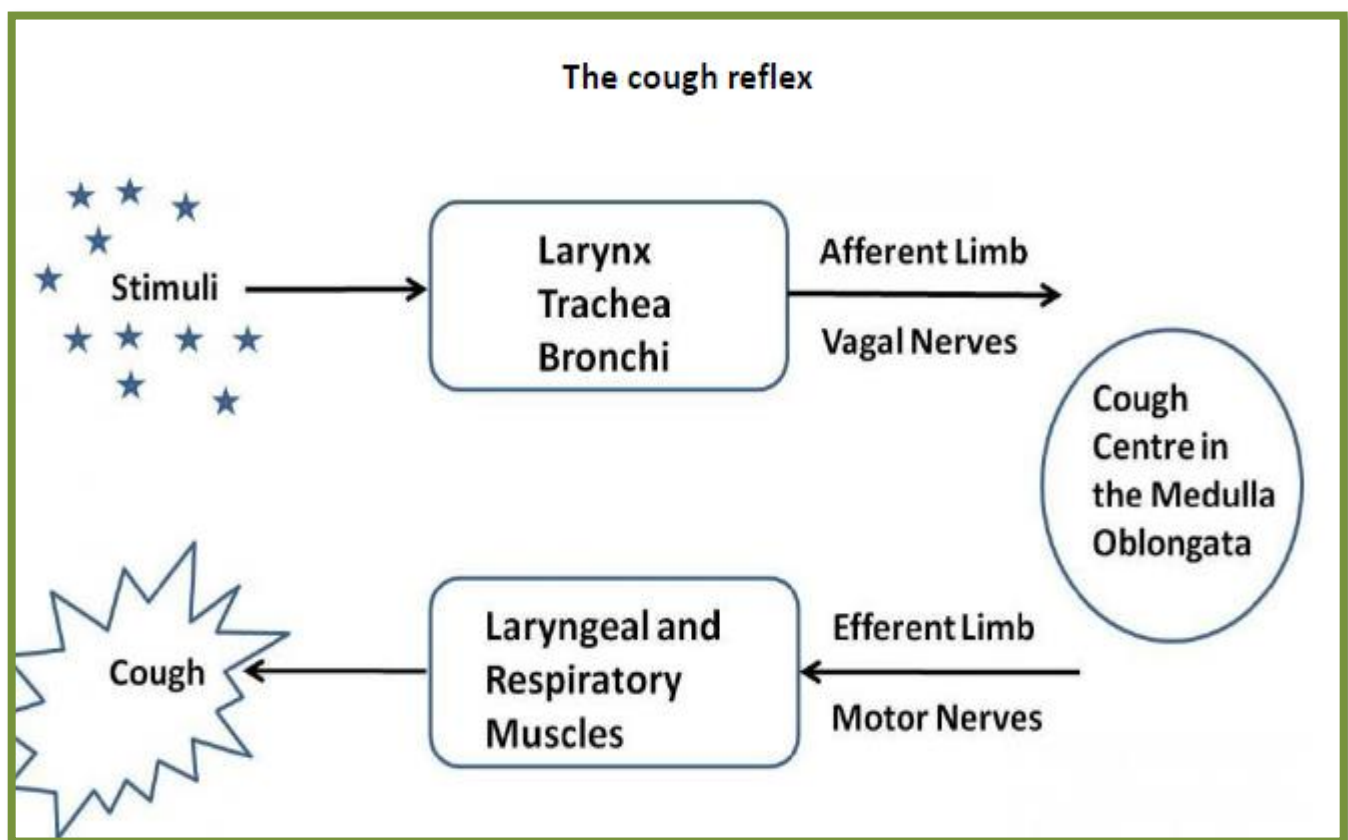 The cough reflex
Stimuli
Larynx
Trachea
Bronchi
Afferent Limb
Vagal Nerves
Cough
Centre in
the Medulla
Oblongata
Efferent Limb
Motor Nerves
Laryngeal and
Respiratory
Muscles
Cough